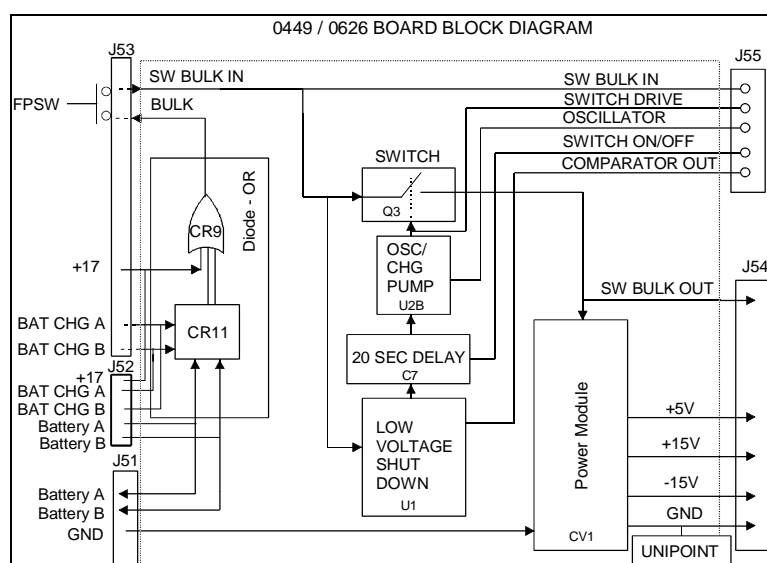 0449 / 0626 BOARD BLOCK DIAGRAM
J53
J55
SW BULK IN
SW BULK IN
FPSW
BULK
SWITCH DRIVE
OSCILLATOR
SWITCH ON/OFF
SWITCH
COMPARATOR OUT
Diode - OR
Q3
CR9
OSC/
CHG
PUMP
U2B
+17
J54
SW BULK OUT
BAT CHG A
BAT CHG B
CR11
20 SEC DELAY
C7
J52
+17
BAT CHG A
BAT CHG B
Battery A
Battery B
LOW
VOLTAGE
SHUT
DOWN
U1
Power Module
CV1
+5V
+15V
-15V
GND
J51
Battery A
Battery B
GND
UNIPOINT